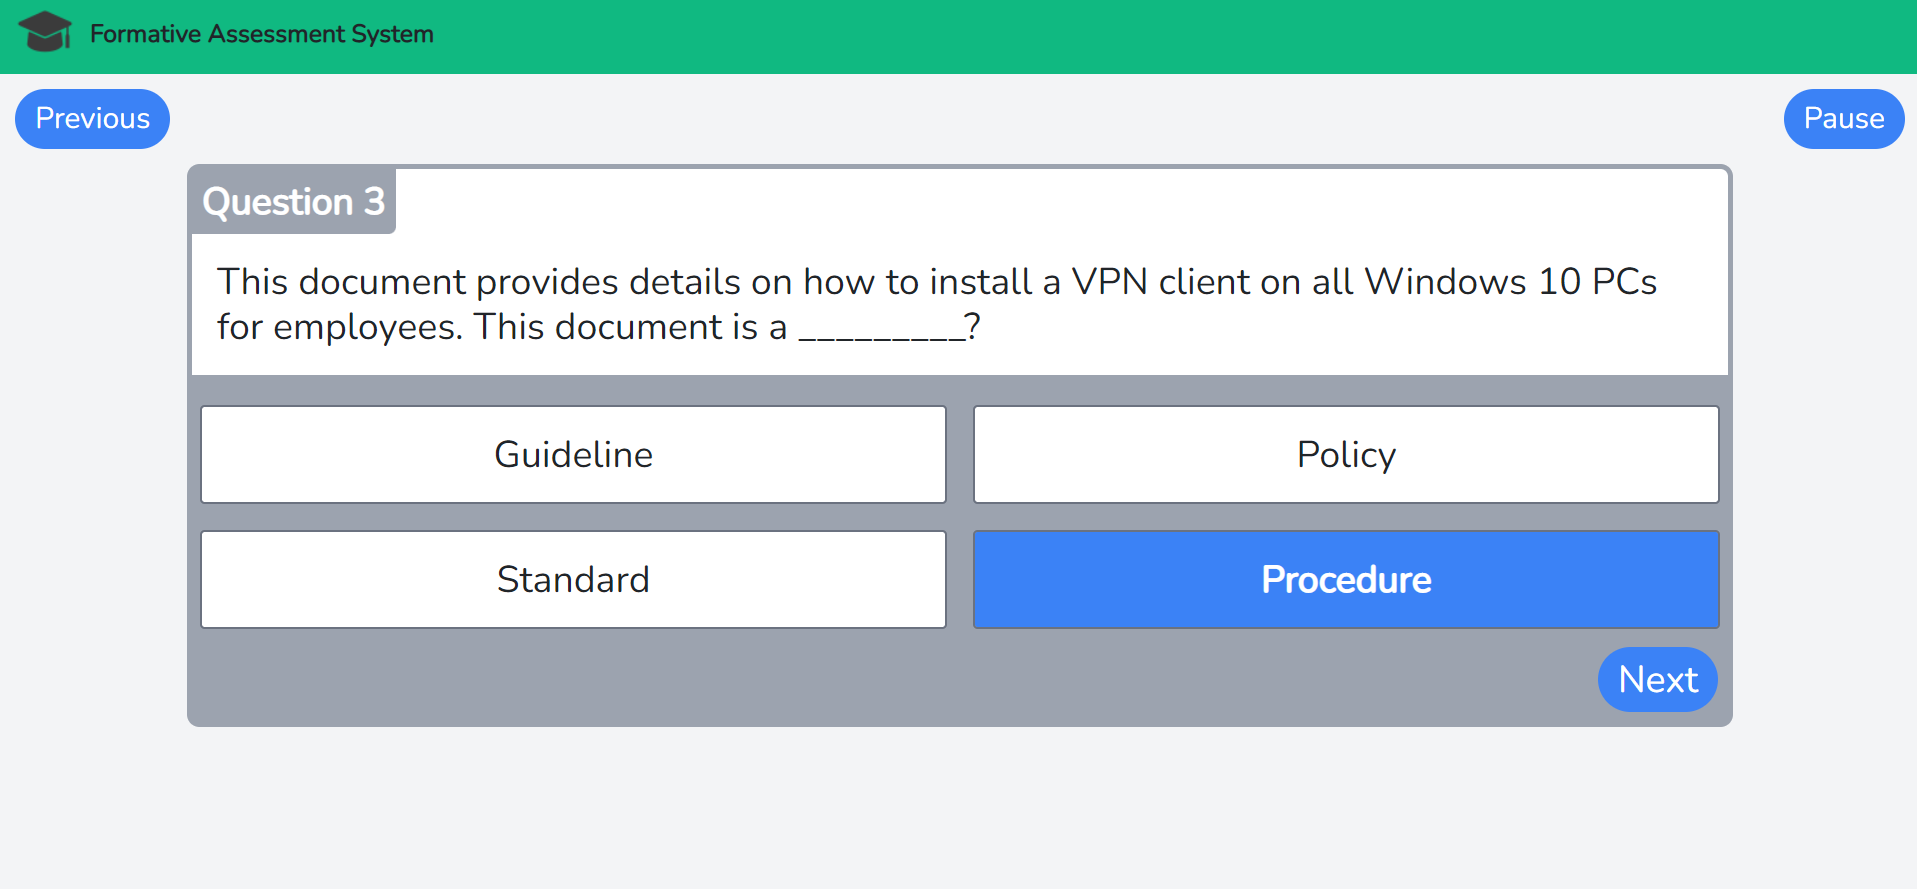 Formative Assessment System
Previous
Pause
Question 3
This document provides details on how to install a VPN client on all Windows 10 PCs
for employees. This document is a _________?
Guideline
Policy
Standard
Procedure
Next